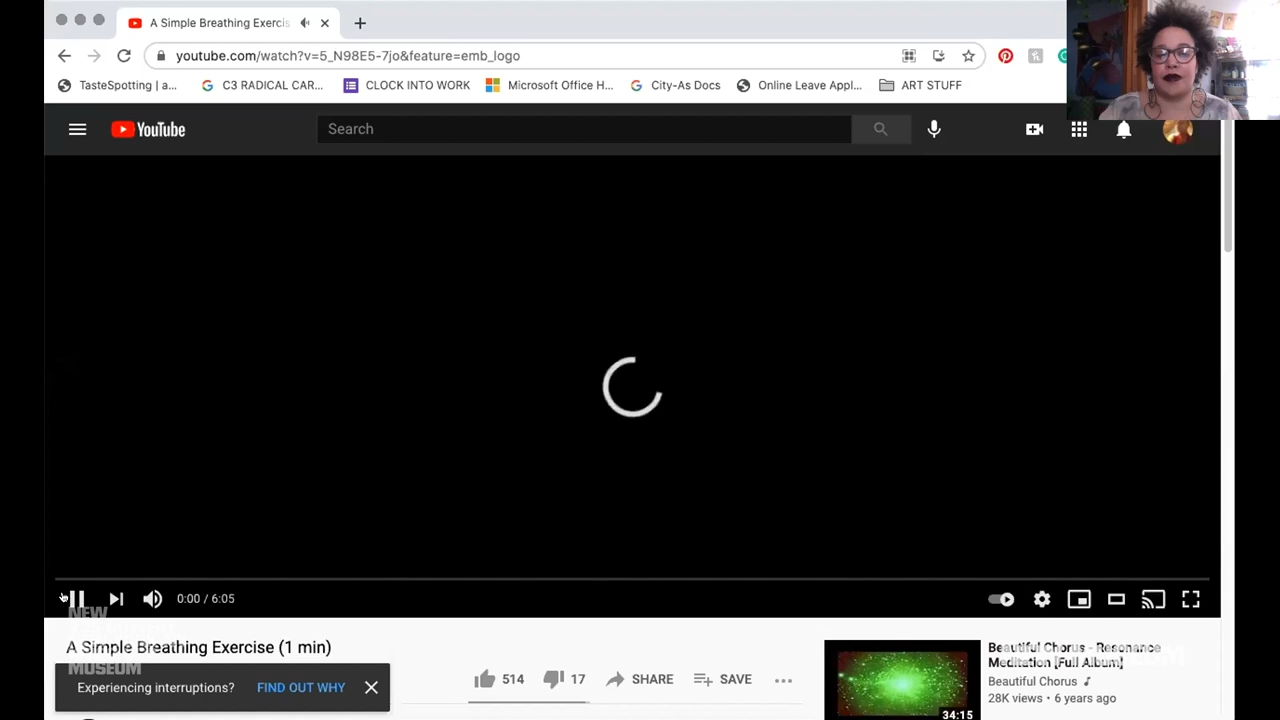 A Simple Breathing Exercis
youtube.com/watch?v=5_N98E5-7jo&feature=emb_logo
TasteSpotting | a...
C3 RADICAL CAR...
CLOCK INTO WORK
Microsoft Office H...
City-As Docs
Online Leave Appl...
ART STUFF
YouTube
Search
0:00 / 6:05
NEW
MUSEUM
A Simple Breathing Exercise (1 min)
Experiencing interruptions?
FIND OUT WHY
514
17
SHARE
SAVE
Beautiful Chorus - Resonance
Meditation [Full Album]
Beautiful Chorus
28K views • 6 years ago
34:15